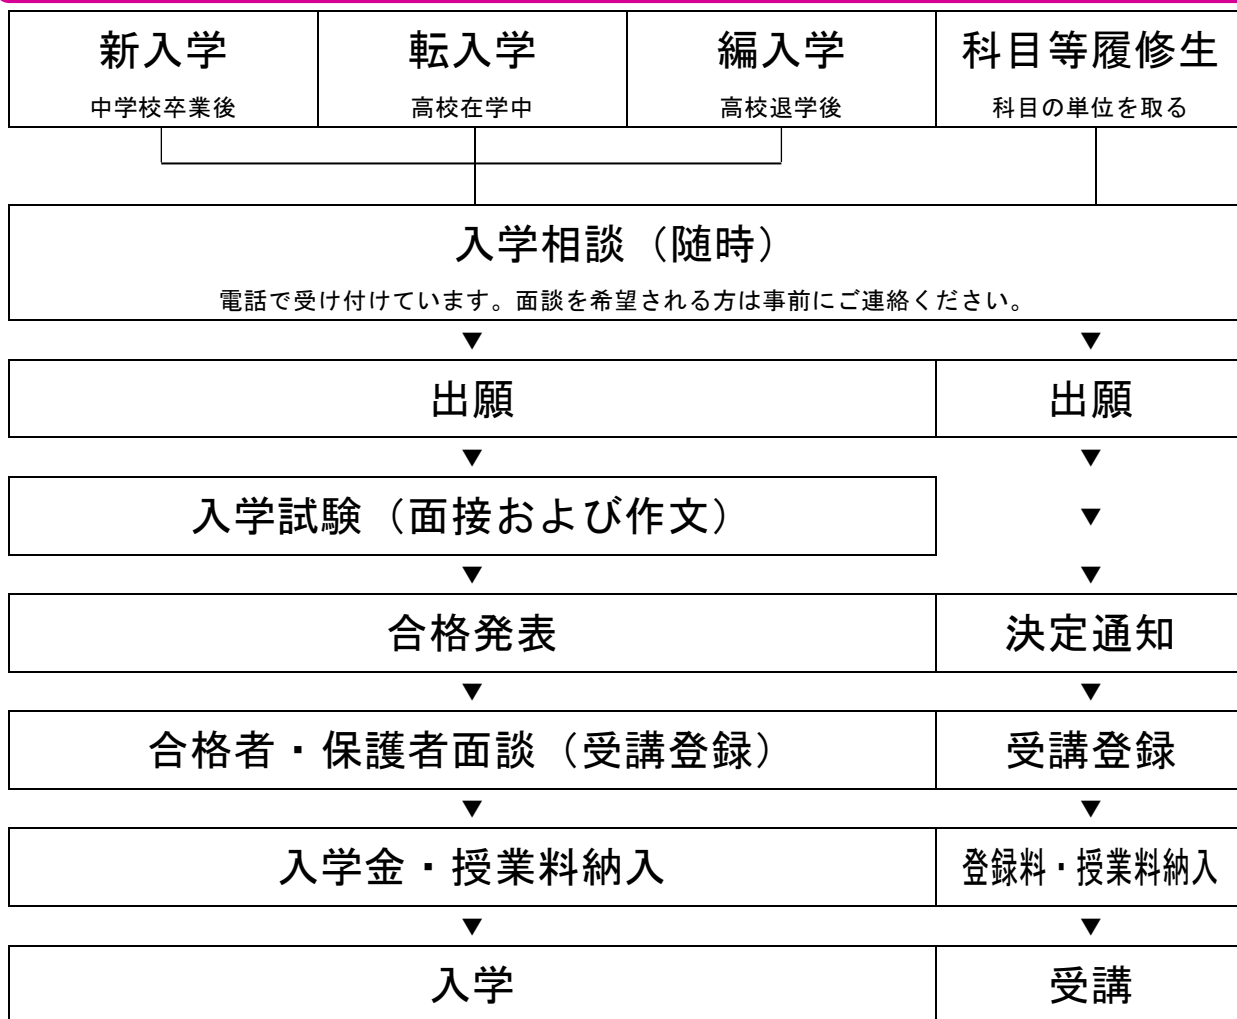 新入学
転入学
編入学
科目等履修生
中学校卒業後
高校在学中
高校退学後
科目の単位を取る
入学相談（随時）
電話で受け付けています。面談を希望される方は事前にご連絡ください。
▼ ▼
出願
出願
▼ ▼
入学試験（面接および作文）
▼
▼ ▼
合格発表
決定通知
▼ ▼
合格者・保護者面談（受講登録）
受講登録
▼ ▼
入学金・授業料納入
登録料・授業料納入
▼ ▼
入学
受講